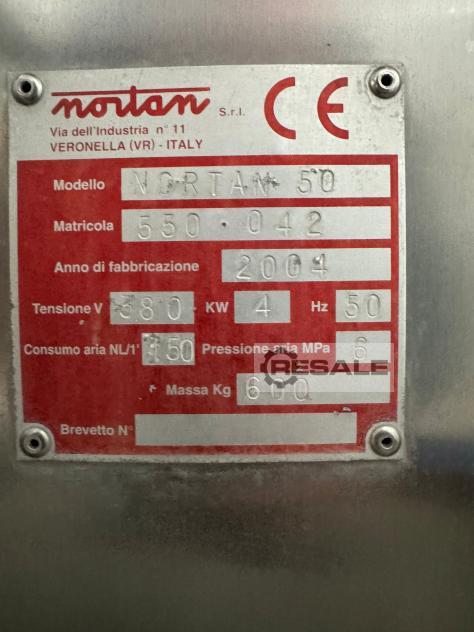 nortan S.r.l. CE
Via dell'Industria n° 11
VERONELLA (VR) - ITALY
Modello NORTAN 50
Matricola 550.042
Anno di fabbricazione 2004
Tensione V 380 KW 4 Hz 50
Consumo aria NL/1' 150 Pressione aria MPa 6
RESALE
Massa Kg 600
Brevetto N°